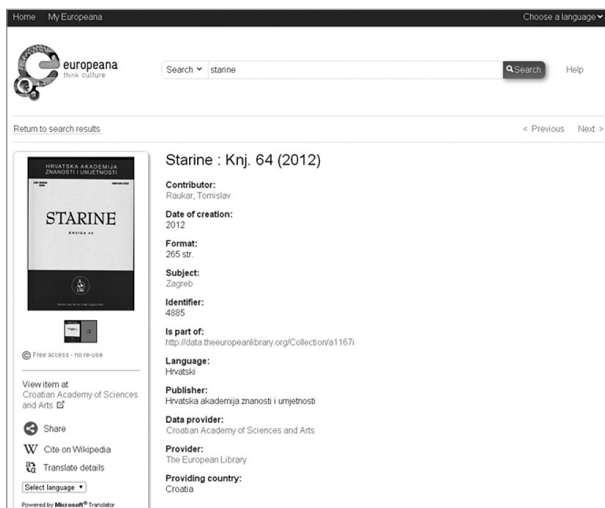 Home My Europeana Choose a language
europeana
think culture
Search starine Search Help
Return to search results < Previous Next >
HRVATSKA AKADEMIJA
ZNANOSTI I UMJETNOSTI
STARINE
KNJIGA 64
Free access - no re-use
View item at
Croatian Academy of Sciences
and Arts
Share
Cite on Wikipedia
Translate details
Select language
Powered by Microsoft® Translator
Starine : Knj. 64 (2012)
Contributor:
Raukar, Tomislav
Date of creation:
2012
Format:
265 str.
Subject:
Zagreb
Identifier:
4885
Is part of:
http://data.theeuropeanlibrary.org/Collection/a1167i
Language:
Hrvatski
Publisher:
Hrvatska akademija znanosti i umjetnosti
Data provider:
Croatian Academy of Sciences and Arts
Provider:
The European Library
Providing country:
Croatia